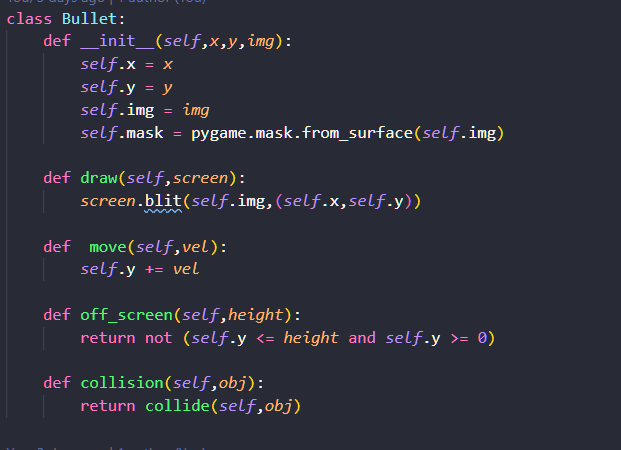 class Bullet:
    def __init__(self,x,y,img):
        self.x = x
        self.y = y
        self.img = img
        self.mask = pygame.mask.from_surface(self.img)
    def draw(self,screen):
        screen.blit(self.img,(self.x,self.y))
    def  move(self,vel):
        self.y += vel
    def off_screen(self,height):
        return not (self.y <= height and self.y >= 0)
    def collision(self,obj):
        return collide(self,obj)